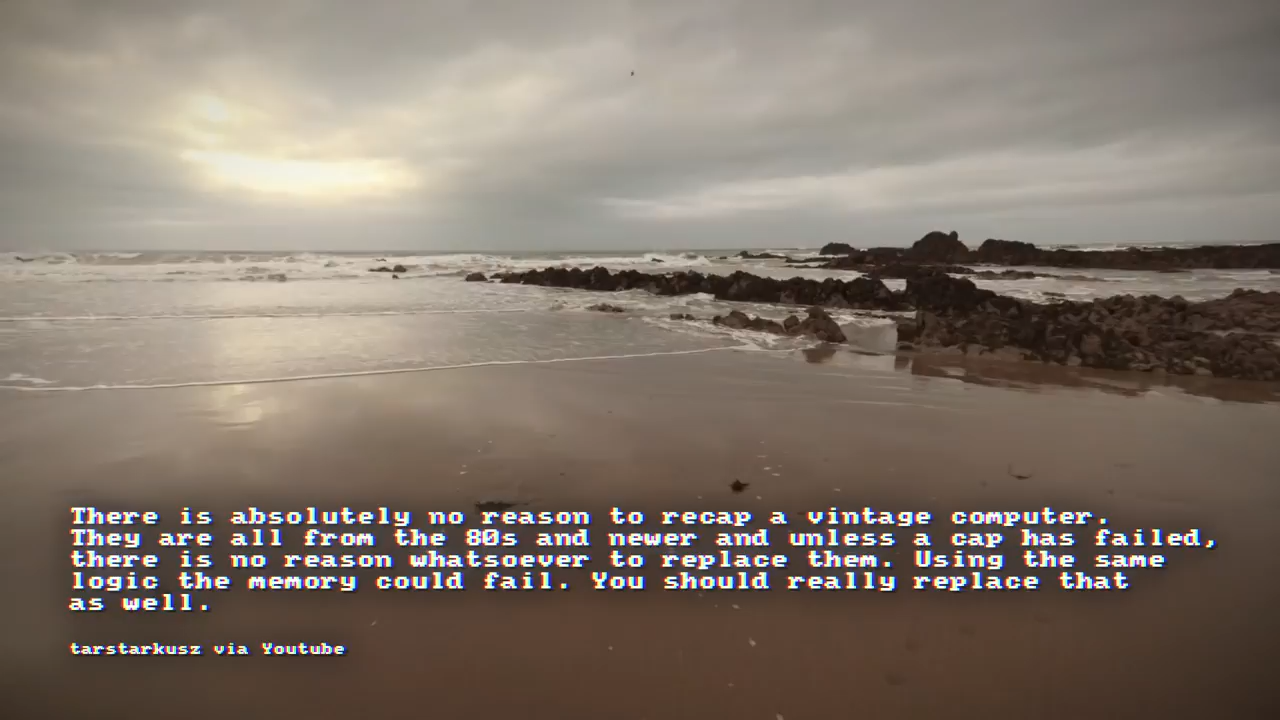 There is absolutely no reason to recap a vintage computer.
They are all from the 80s and newer and unless a cap has failed,
there is no reason whatsoever to replace them. Using the same
logic the memory could fail. You should really replace that
as well.
tarstarkusz via Youtube